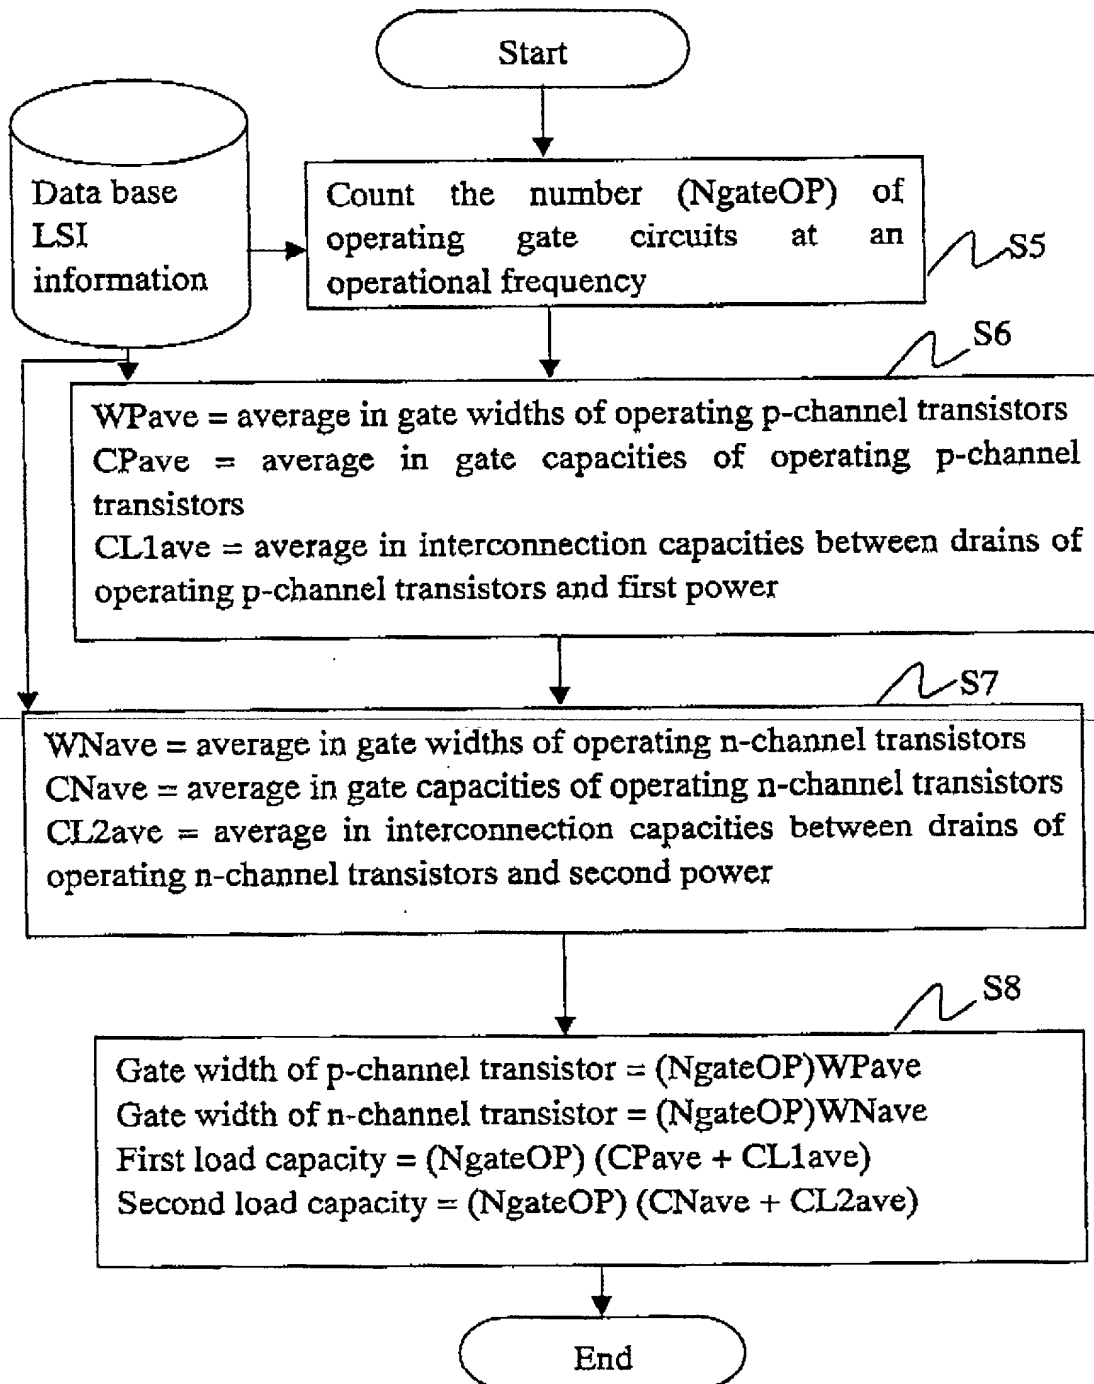 Start
Data base
LSI
information
Count the number (NgateOP) of
operating gate circuits at an
operational frequency
S5
S6
WPave = average in gate widths of operating p-channel transistors
CPave = average in gate capacities of operating p-channel
transistors
CL1ave = average in interconnection capacities between drains of
operating p-channel transistors and first power
S7
WNave = average in gate widths of operating n-channel transistors
CNave = average in gate capacities of operating n-channel transistors
CL2ave = average in interconnection capacities between drains of
operating n-channel transistors and second power
S8
Gate width of p-channel transistor = (NgateOP)WPave
Gate width of n-channel transistor = (NgateOP)WNave
First load capacity = (NgateOP) (CPave + CL1ave)
Second load capacity = (NgateOP) (CNave + CL2ave)
End